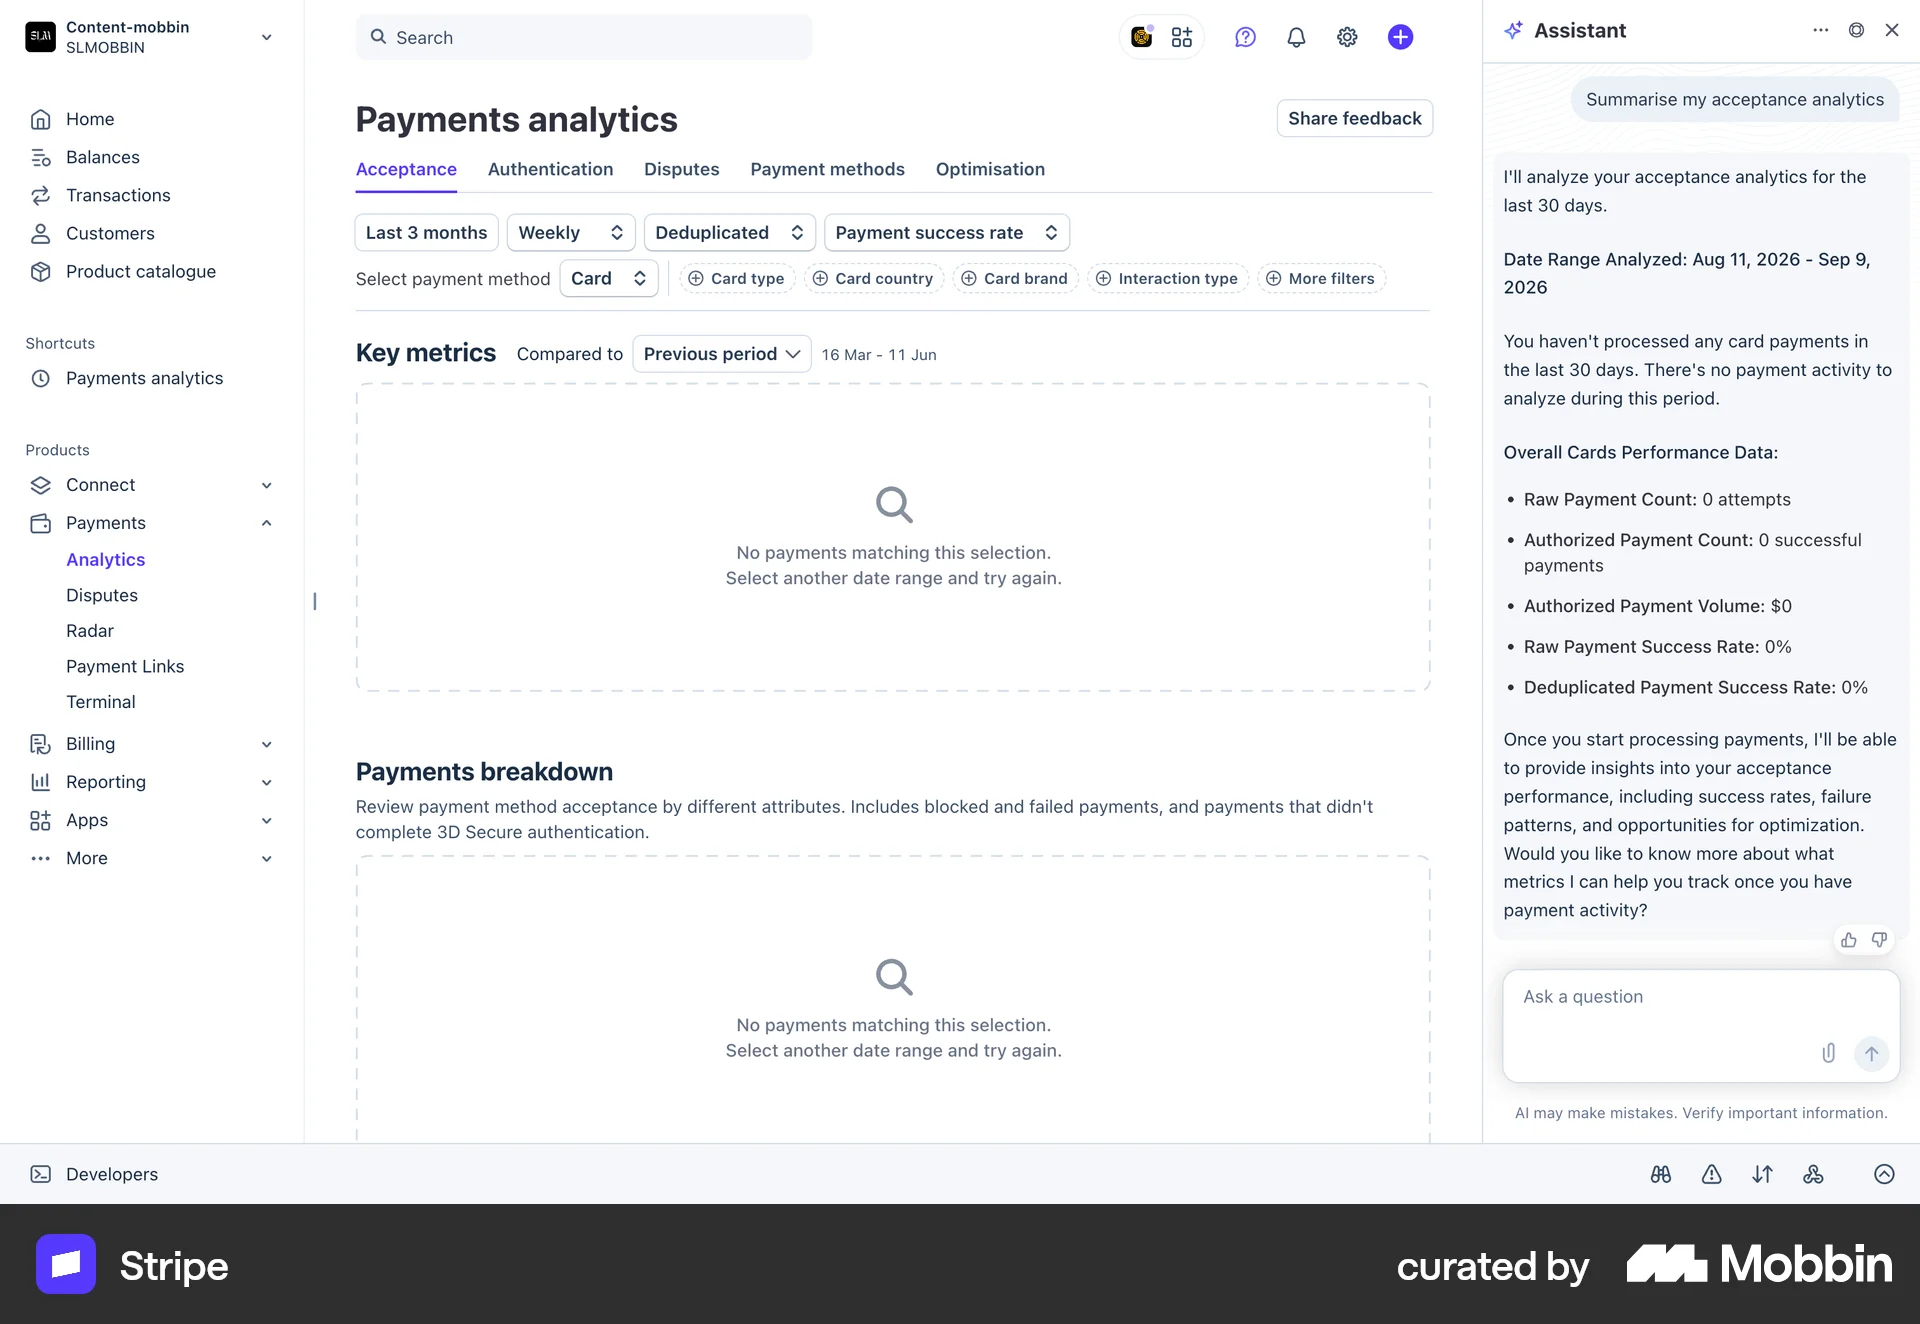 SLM
Content-mobbin
SLMOBBIN
Home
Balances
Transactions
Customers
Product catalogue
Shortcuts
Payments analytics
Products
Connect
Payments
Analytics
Disputes
Radar
Payment Links
Terminal
Billing
Reporting
Apps
More
Search
Payments analytics
Share feedback
Acceptance Authentication Disputes Payment methods Optimisation
Last 3 months Weekly Deduplicated Payment success rate
Select payment method Card Card type Card country Card brand Interaction type More filters
Key metrics Compared to Previous period 16 Mar - 11 Jun
No payments matching this selection.
Select another date range and try again.
Payments breakdown
Review payment method acceptance by different attributes. Includes blocked and failed payments, and payments that didn't
complete 3D Secure authentication.
No payments matching this selection.
Select another date range and try again.
Assistant
Summarise my acceptance analytics
I'll analyze your acceptance analytics for the
last 30 days.
Date Range Analyzed: Aug 11, 2026 - Sep 9,
2026
You haven't processed any card payments in
the last 30 days. There's no payment activity to
analyze during this period.
Overall Cards Performance Data:
• Raw Payment Count: 0 attempts
• Authorized Payment Count: 0 successful
payments
• Authorized Payment Volume: $0
• Raw Payment Success Rate: 0%
• Deduplicated Payment Success Rate: 0%
Once you start processing payments, I'll be able
to provide insights into your acceptance
performance, including success rates, failure
patterns, and opportunities for optimization.
Would you like to know more about what
metrics I can help you track once you have
payment activity?
Ask a question
AI may make mistakes. Verify important information.
Developers
Stripe
curated by Mobbin